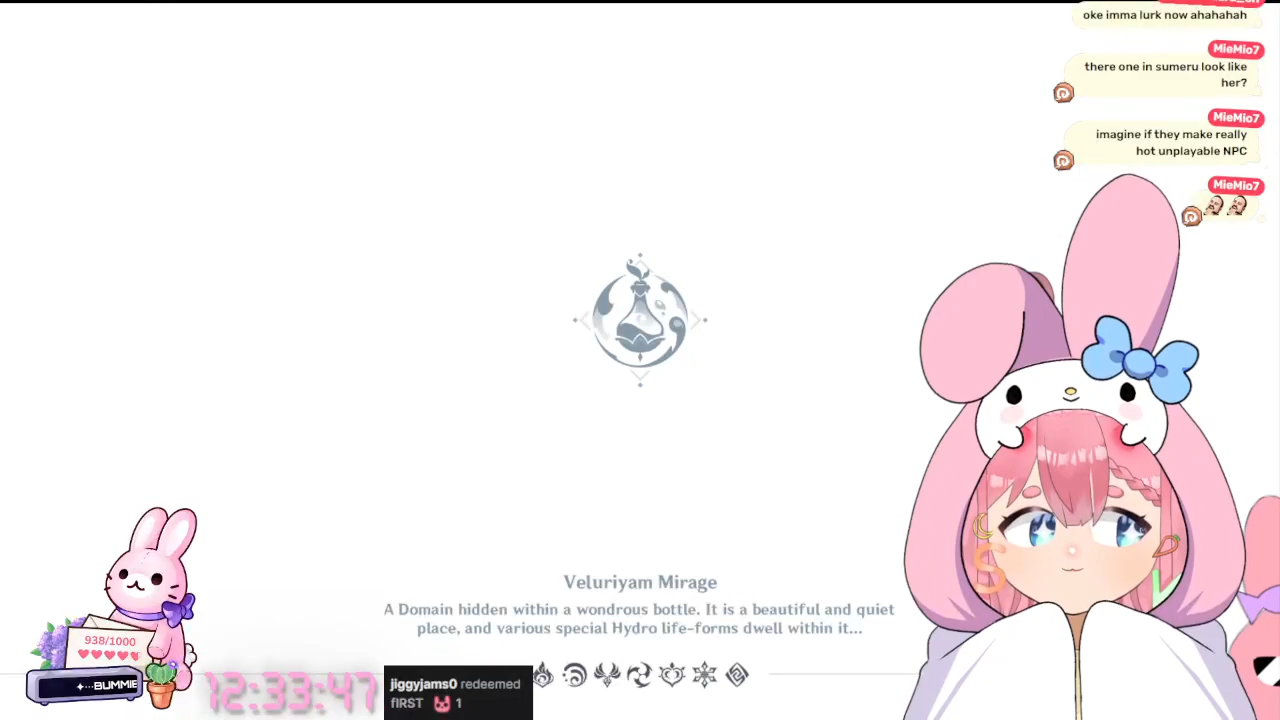 oke imma lurk now ahahahah
MieMio7
there one in sumeru look like
her?
MieMio7
imagine if they make really
hot unplayable NPC
MieMio7
Veluriyam Mirage
A Domain hidden within a wondrous bottle. It is a beautiful and quiet
place, and various special Hydro life-forms dwell within it...
938/1000
BUMMIE
12:33:47
jiggyjams0 redeemed
fIRST 1